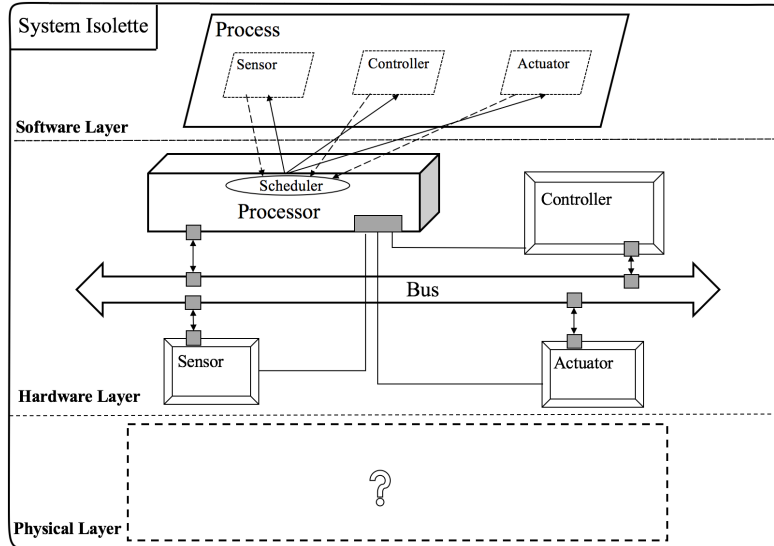 System Isolette
Process
Sensor
Controller
Actuator
Software Layer
Scheduler
Processor
Controller
Bus
Sensor
Actuator
Hardware Layer
?
Physical Layer